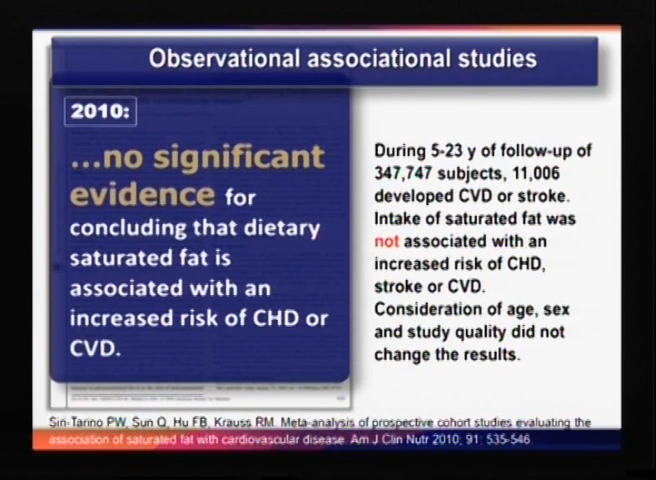 Observational associational studies
2010:
...no significant
evidence for
concluding that dietary
saturated fat is
associated with an
increased risk of CHD or
CVD.
During 5-23 y of follow-up of
347,747 subjects, 11,006
developed CVD or stroke.
Intake of saturated fat was
not associated with an
increased risk of CHD,
stroke or CVD.
Consideration of age, sex
and study quality did not
change the results.
Siri-Tarino PW, Sun Q, Hu FB, Krauss RM. Meta-analysis of prospective cohort studies evaluating the
association of saturated fat with cardiovascular disease. Am J Clin Nutr 2010; 91: 535-546.